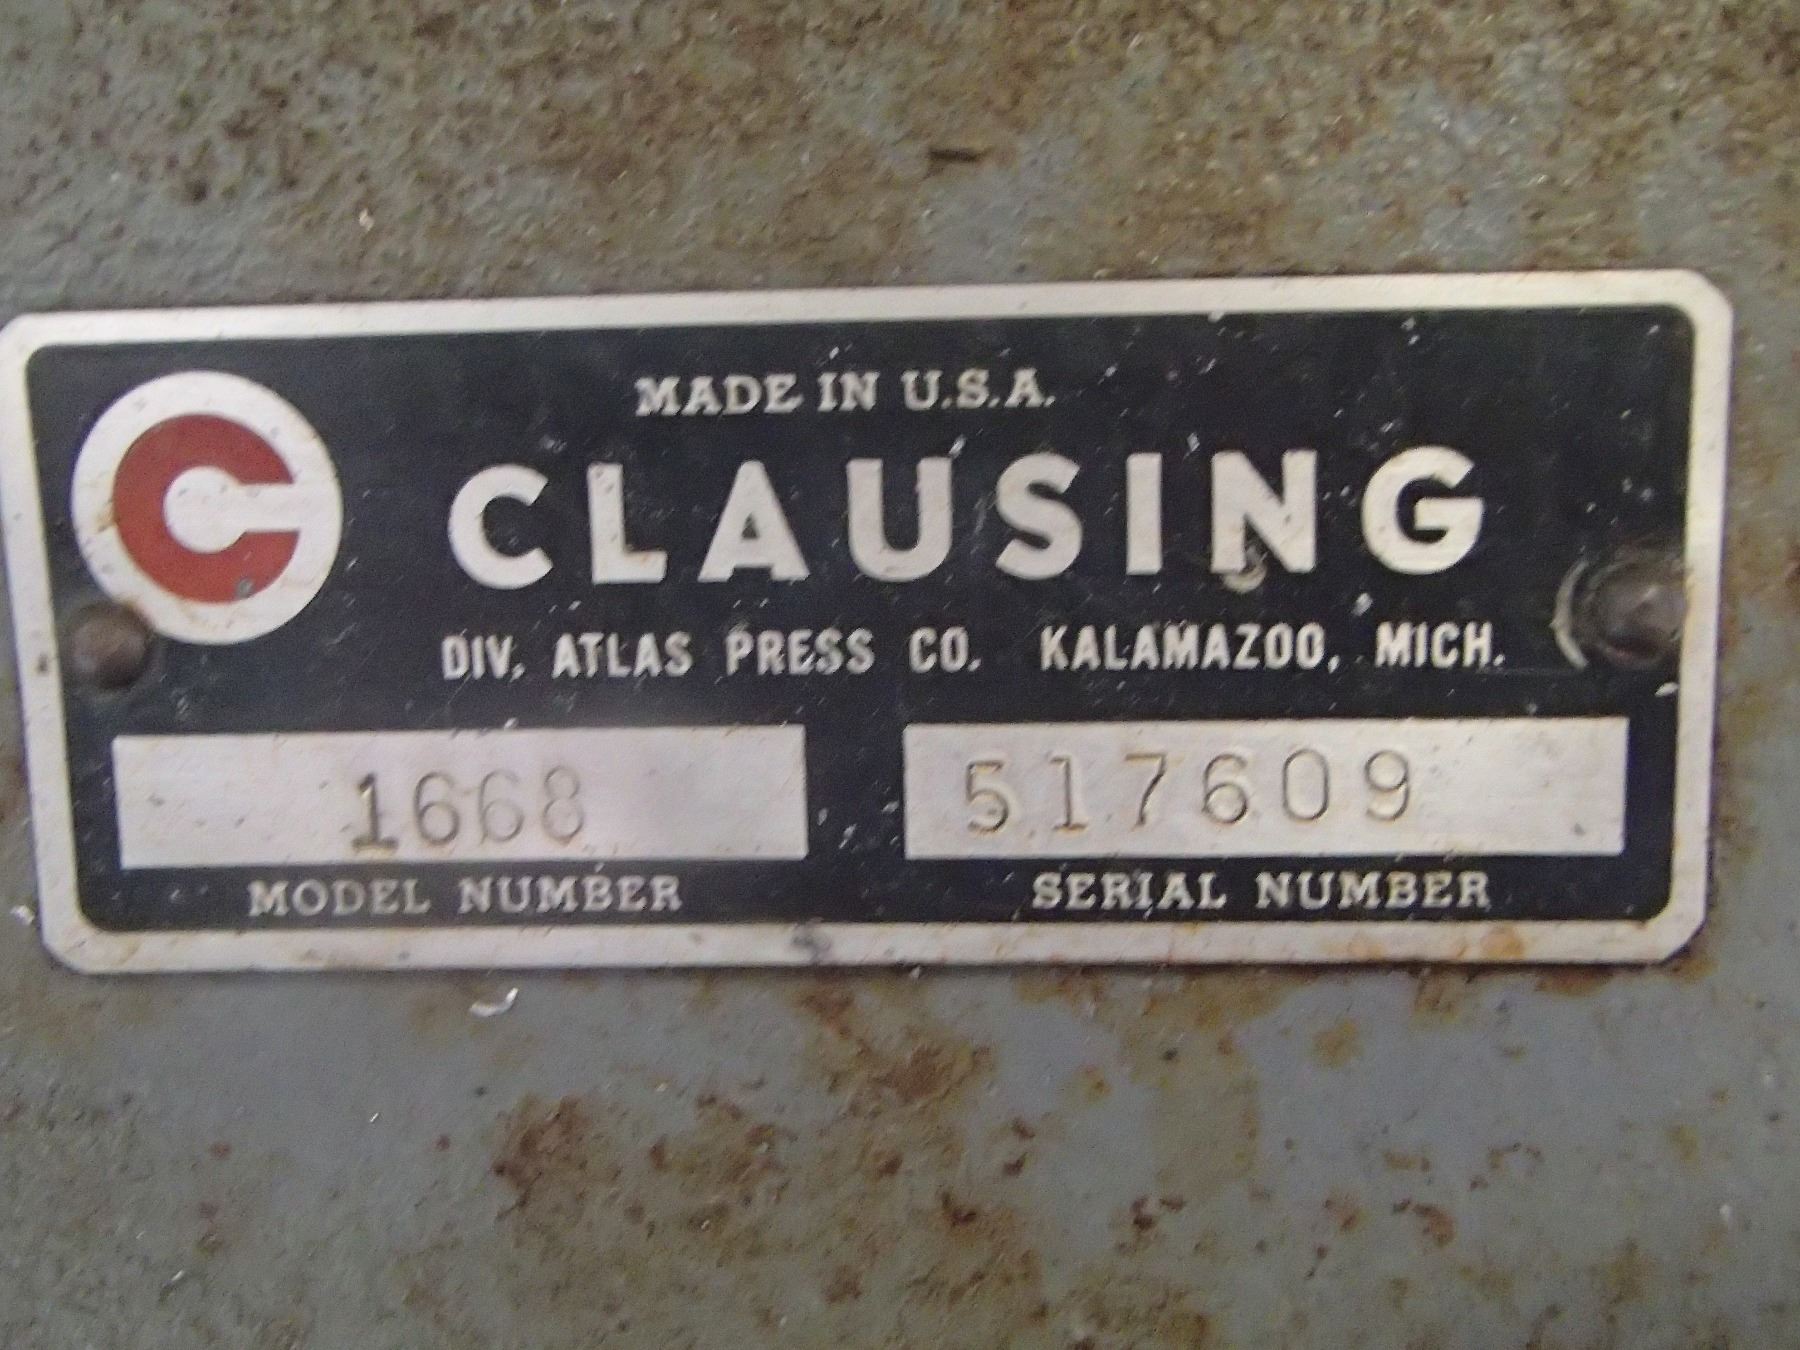 MADE IN U.S.A.
CLAUSING
DIV. ATLAS PRESS CO. KALAMAZOO, MICH.
1668 517609
MODEL NUMBER SERIAL NUMBER